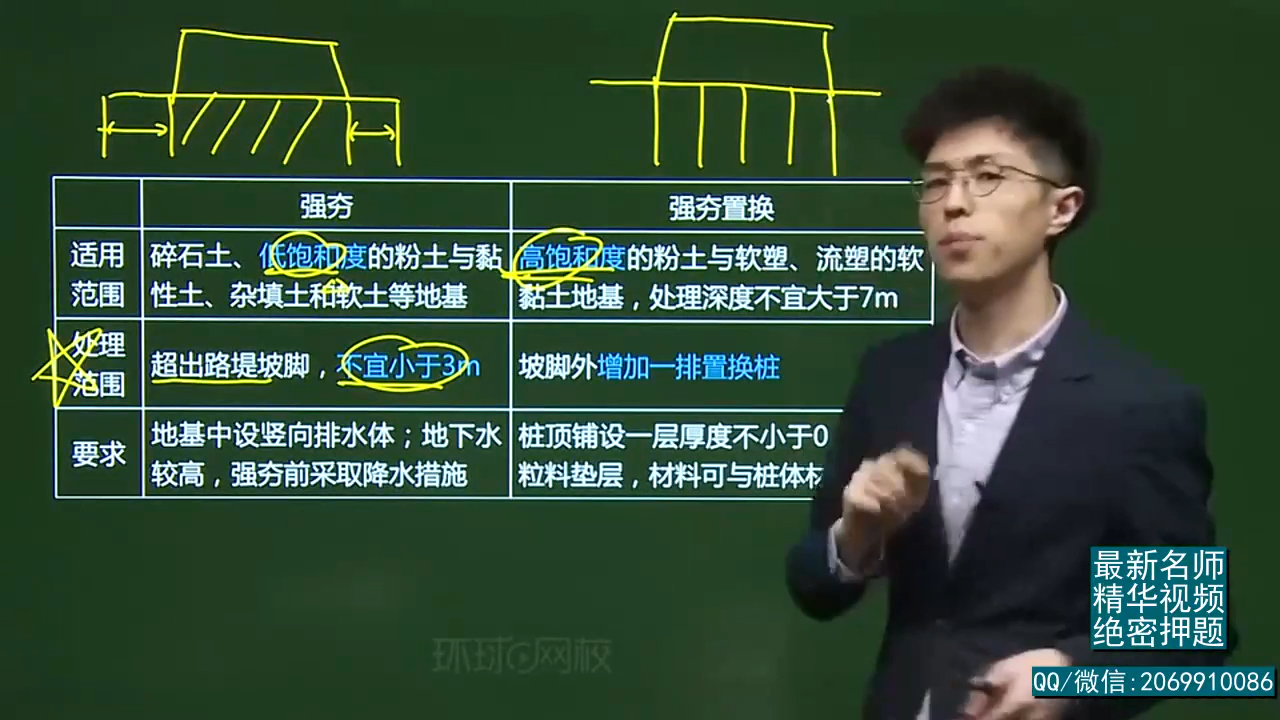 强夯
强夯置换
适用
范围
碎石土、低饱和度的粉土与黏
性土、杂填土和软土等地基
高饱和度的粉土与软塑、流塑的软
黏土地基，处理深度不宜大于7m
处理
范围
超出路堤坡脚，不宜小于3m
坡脚外增加一排置换桩
要求
地基中设竖向排水体；地下水
较高，强夯前采取降水措施
桩顶铺设一层厚度不小于0
粒料垫层，材料可与桩体材
环球网校
最新名师
精华视频
绝密押题
QQ/微信:2069910086